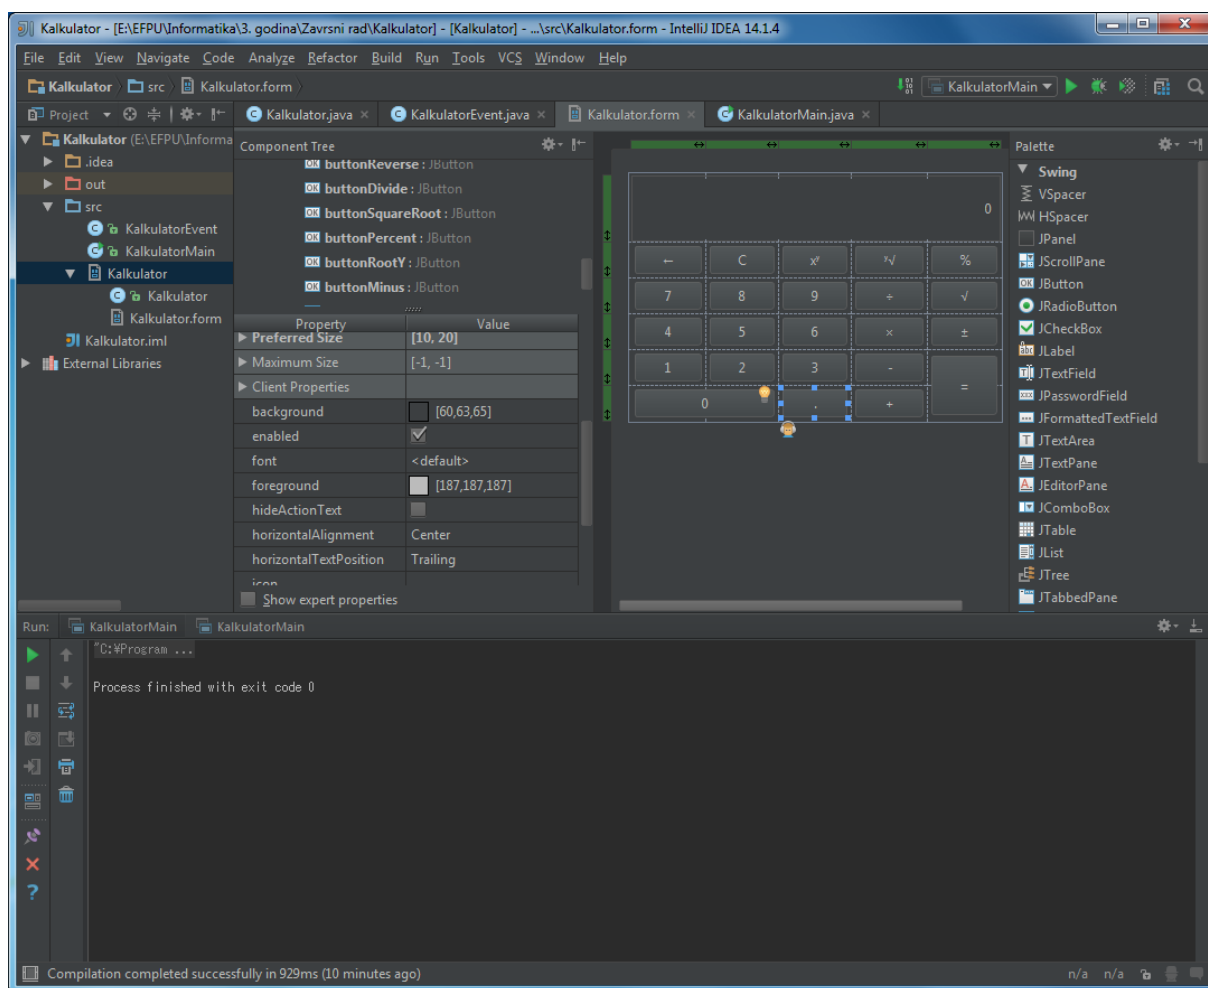 Kalkulator - [E:\EFPU\Informatika\3. godina\Zavrsni rad\Kalkulator] - [Kalkulator] - ...\src\Kalkulator.form - IntelliJ IDEA 14.1.4
File Edit View Navigate Code Analyze Refactor Build Run Tools VCS Window Help
Kalkulator src Kalkulator.form
KalkulatorMain
Project
Kalkulator.java KalkulatorEvent.java Kalkulator.form KalkulatorMain.java
Kalkulator (E:\EFPU\Informa
.idea
out
src
KalkulatorEvent
KalkulatorMain
Kalkulator
Kalkulator
Kalkulator.form
Kalkulator.iml
External Libraries
Component Tree
buttonReverse : JButton
buttonDivide : JButton
buttonSquareRoot : JButton
buttonPercent : JButton
buttonRootY : JButton
buttonMinus : JButton
Property Value
Preferred Size [10, 20]
Maximum Size [-1, -1]
Client Properties
background [60,63,65]
enabled
font <default>
foreground [187,187,187]
hideActionText
horizontalAlignment Center
horizontalTextPosition Trailing
icon
Show expert properties
0
← C xʸ ʸ√ %
7 8 9 ÷ √
4 5 6 × ±
1 2 3 - =
0 . +
Palette
Swing
VSpacer
HSpacer
JPanel
JScrollPane
JButton
JRadioButton
JCheckBox
JLabel
JTextField
JPasswordField
JFormattedTextField
JTextArea
JTextPane
JEditorPane
JComboBox
JTable
JList
JTree
JTabbedPane
Run: KalkulatorMain KalkulatorMain
"C:¥Program ...
Process finished with exit code 0
Compilation completed successfully in 929ms (10 minutes ago)
n/a n/a